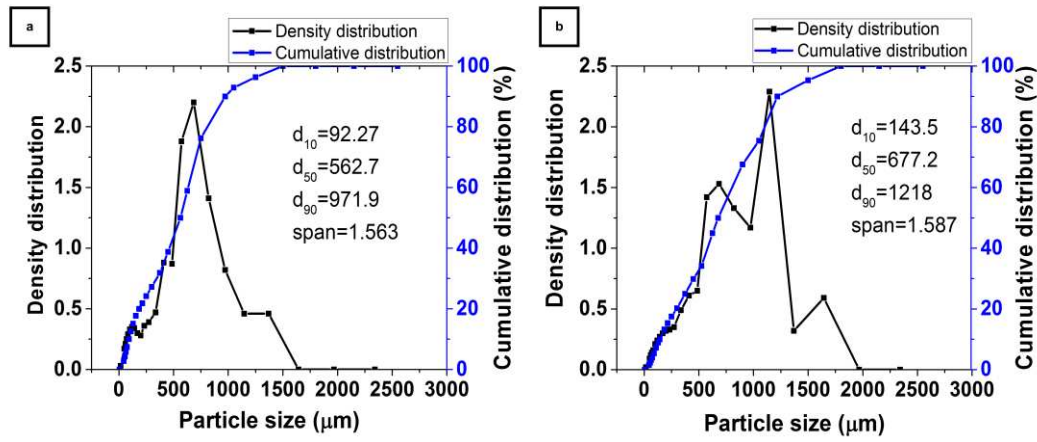 a
Density distribution
Cumulative distribution
2.5
2.0
1.5
1.0
0.5
0.0
Density distribution
100
80
60
40
20
0
Cumulative distribution (%)
d10=92.27
d50=562.7
d90=971.9
span=1.563
0 500 1000 1500 2000 2500 3000
Particle size (μm)
b
Density distribution
Cumulative distribution
2.5
2.0
1.5
1.0
0.5
0.0
Density distribution
100
80
60
40
20
0
Cumulative distribution (%)
d10=143.5
d50=677.2
d90=1218
span=1.587
0 500 1000 1500 2000 2500 3000
Particle size (μm)